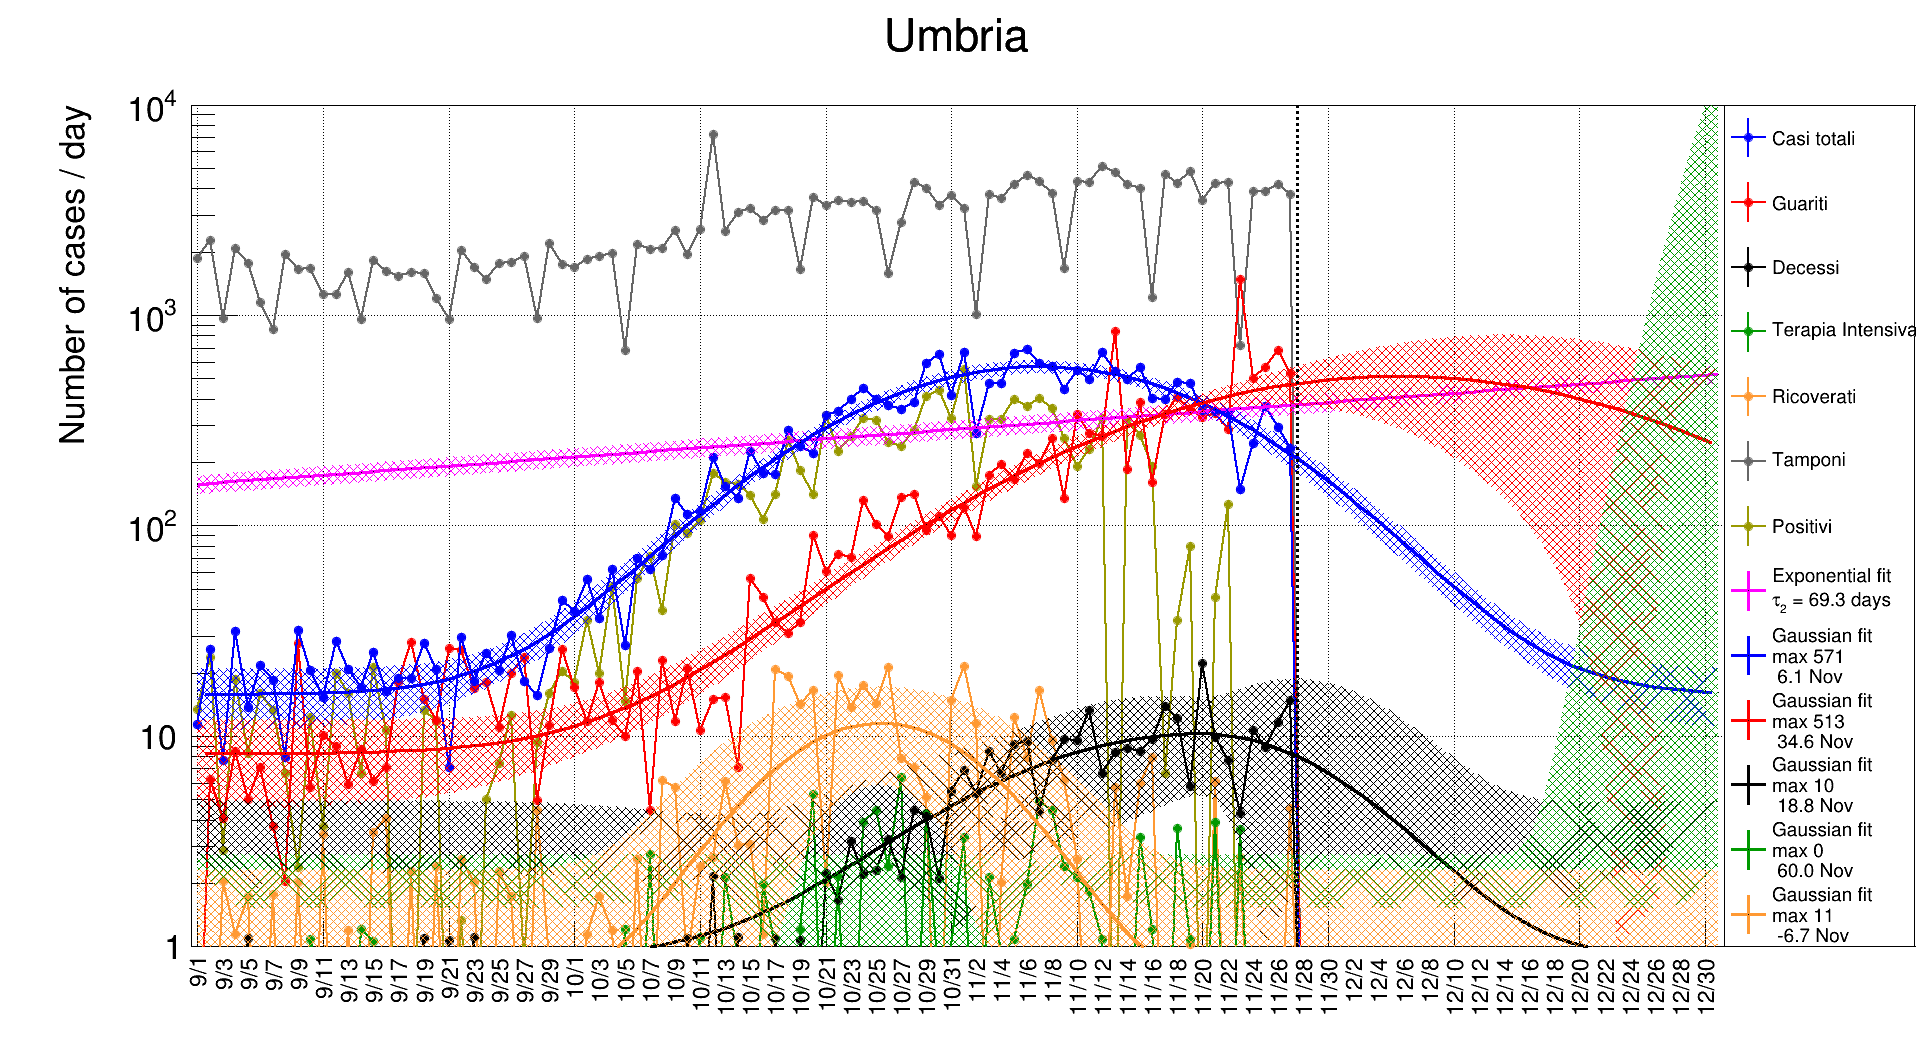 Umbria
Number of cases / day
10⁴
10³
10²
10
1
9/1 9/3 9/5 9/7 9/9 9/11 9/13 9/15 9/17 9/19 9/21 9/23 9/25 9/27 9/29 10/1 10/3 10/5 10/7 10/9 10/11 10/13 10/15 10/17 10/19 10/21 10/23 10/25 10/27 10/29 10/31 11/2 11/4 11/6 11/8 11/10 11/12 11/14 11/16 11/18 11/20 11/22 11/24 11/26 11/28 11/30 12/2 12/4 12/6 12/8 12/10 12/12 12/14 12/16 12/18 12/20 12/22 12/24 12/26 12/28 12/30
Casi totali
Guariti
Decessi
Terapia Intensiva
Ricoverati
Tamponi
Positivi
Exponential fit
τ₂ = 69.3 days
Gaussian fit
max 571
6.1 Nov
Gaussian fit
max 513
34.6 Nov
Gaussian fit
max 10
18.8 Nov
Gaussian fit
max 0
60.0 Nov
Gaussian fit
max 11
-6.7 Nov